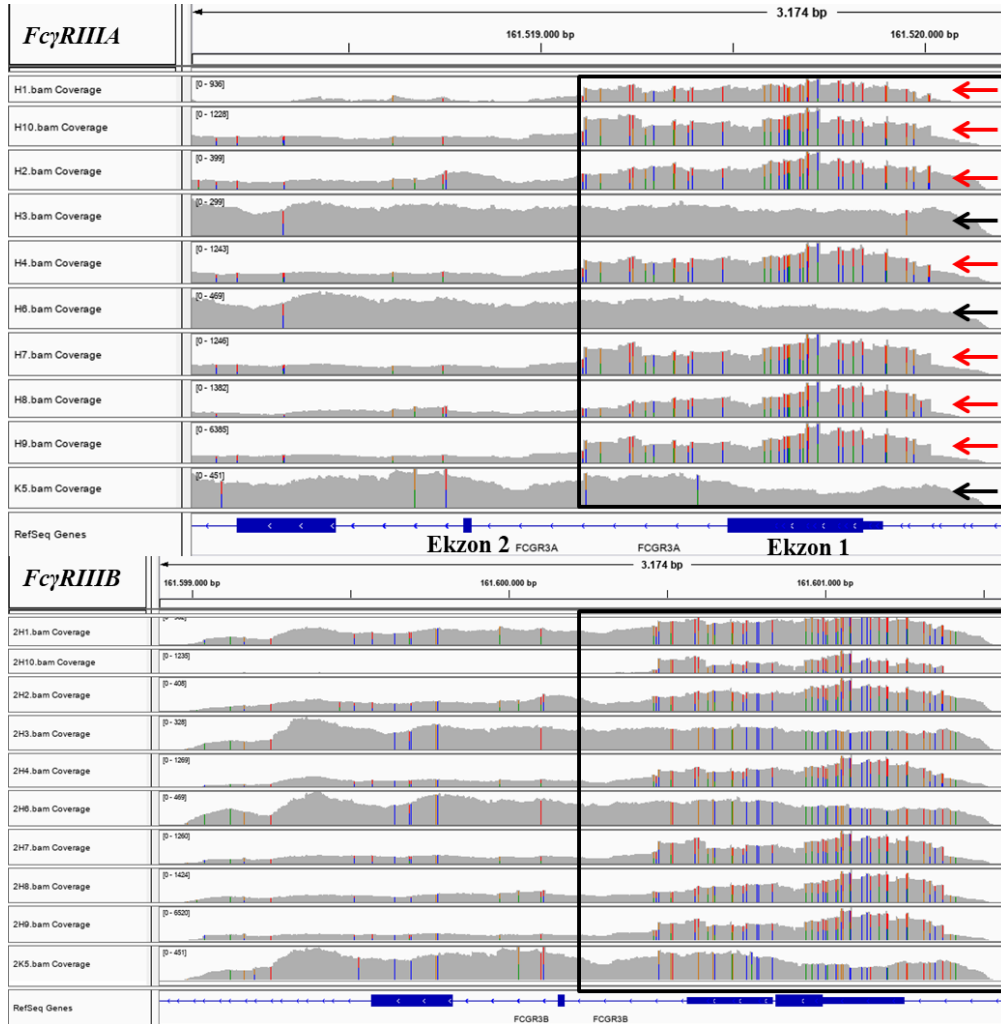 FcγRIIIA
3.174 bp
161.519.000 bp 161.520.000 bp
H1.bam Coverage [0 - 936]
H10.bam Coverage [0 - 1228]
H2.bam Coverage [0 - 399]
H3.bam Coverage [0 - 299]
H4.bam Coverage [0 - 1243]
H6.bam Coverage [0 - 469]
H7.bam Coverage [0 - 1246]
H8.bam Coverage [0 - 1382]
H9.bam Coverage [0 - 6385]
K5.bam Coverage [0 - 451]
RefSeq Genes
Ekzon 2 FCGR3A FCGR3A Ekzon 1
FcγRIIIB
3.174 bp
161.599.000 bp 161.600.000 bp 161.601.000 bp
2H1.bam Coverage
2H10.bam Coverage [0 - 1235]
2H2.bam Coverage [0 - 408]
2H3.bam Coverage [0 - 328]
2H4.bam Coverage [0 - 1269]
2H6.bam Coverage [0 - 469]
2H7.bam Coverage [0 - 1260]
2H8.bam Coverage [0 - 1424]
2H9.bam Coverage [0 - 6520]
2K5.bam Coverage [0 - 451]
RefSeq Genes
FCGR3B FCGR3B